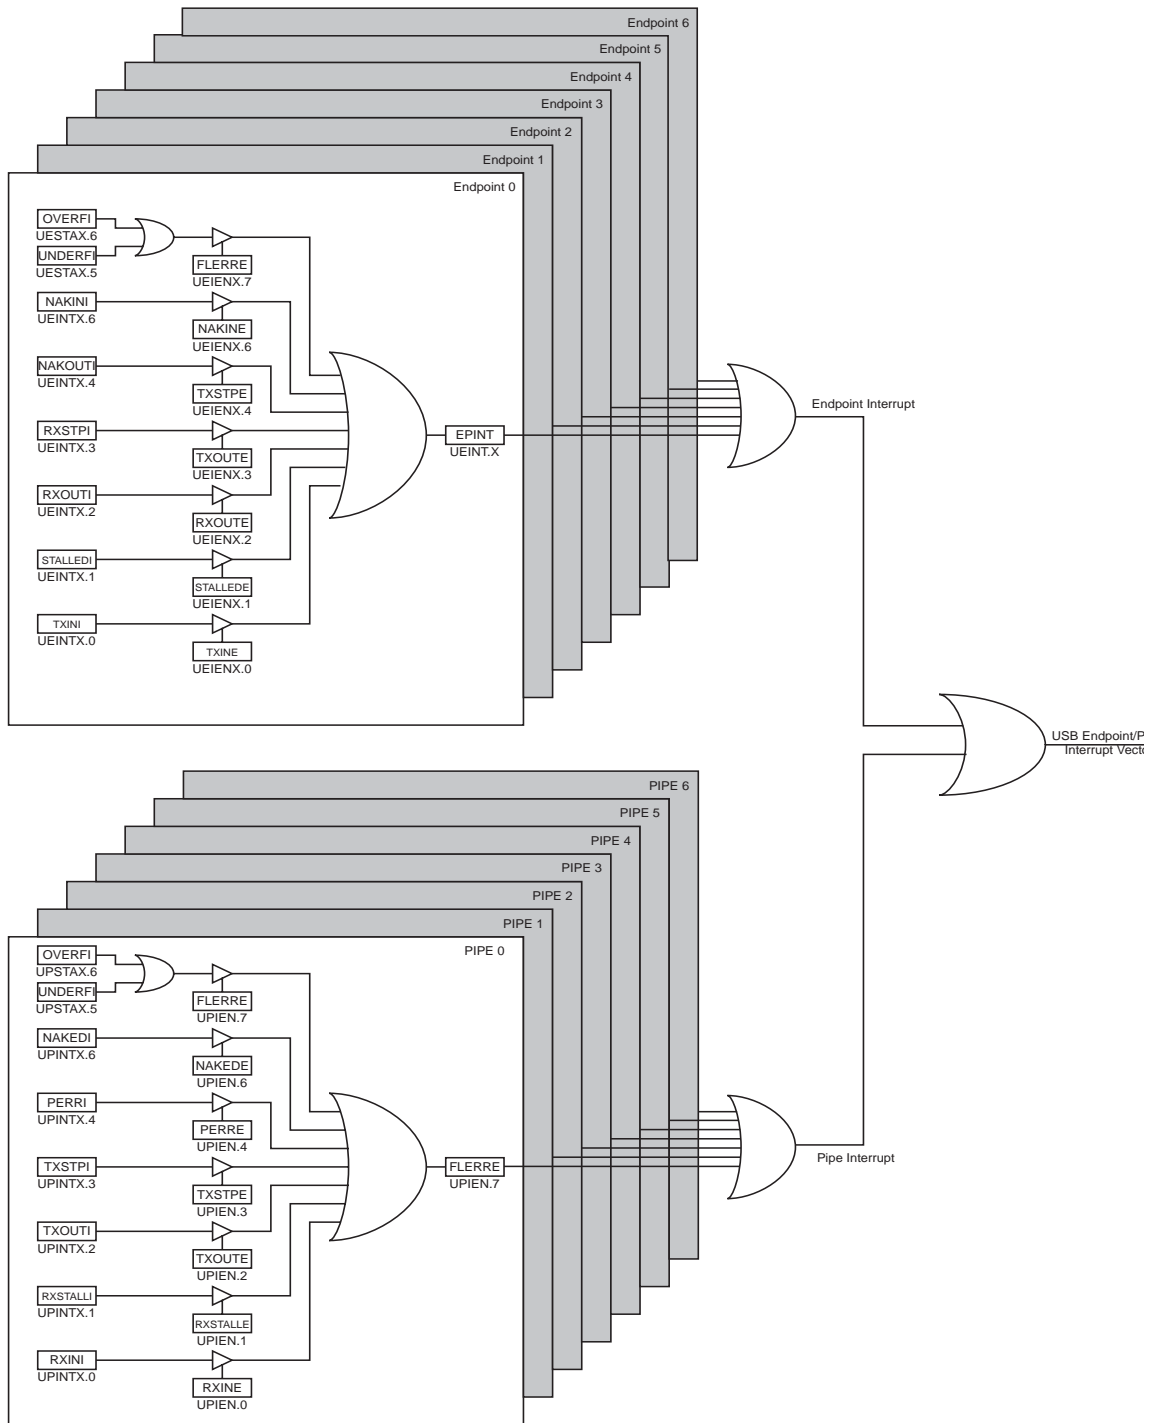 Endpoint 6
Endpoint 5
Endpoint 4
Endpoint 3
Endpoint 2
Endpoint 1
Endpoint 0
OVERFI
UESTAX.6
UNDERFI
UESTAX.5
FLERRE
UEIENX.7
NAKINI
UEINTX.6
NAKINE
UEIENX.6
NAKOUTI
UEINTX.4
TXSTPE
UEIENX.4
RXSTPI
UEINTX.3
TXOUTE
UEIENX.3
RXOUTI
UEINTX.2
RXOUTE
UEIENX.2
STALLEDI
UEINTX.1
STALLEDE
UEIENX.1
TXINI
UEINTX.0
TXINE
UEIENX.0
EPINT
UEINT.X
Endpoint Interrupt
USB Endpoint/P
Interrupt Vecto
PIPE 6
PIPE 5
PIPE 4
PIPE 3
PIPE 2
PIPE 1
PIPE 0
OVERFI
UPSTAX.6
UNDERFI
UPSTAX.5
FLERRE
UPIEN.7
NAKEDI
UPINTX.6
NAKEDE
UPIEN.6
PERRI
UPINTX.4
PERRE
UPIEN.4
TXSTPI
UPINTX.3
TXSTPE
UPIEN.3
TXOUTI
UPINTX.2
TXOUTE
UPIEN.2
RXSTALLI
UPINTX.1
RXSTALLE
UPIEN.1
RXINI
UPINTX.0
RXINE
UPIEN.0
FLERRE
UPIEN.7
Pipe Interrupt